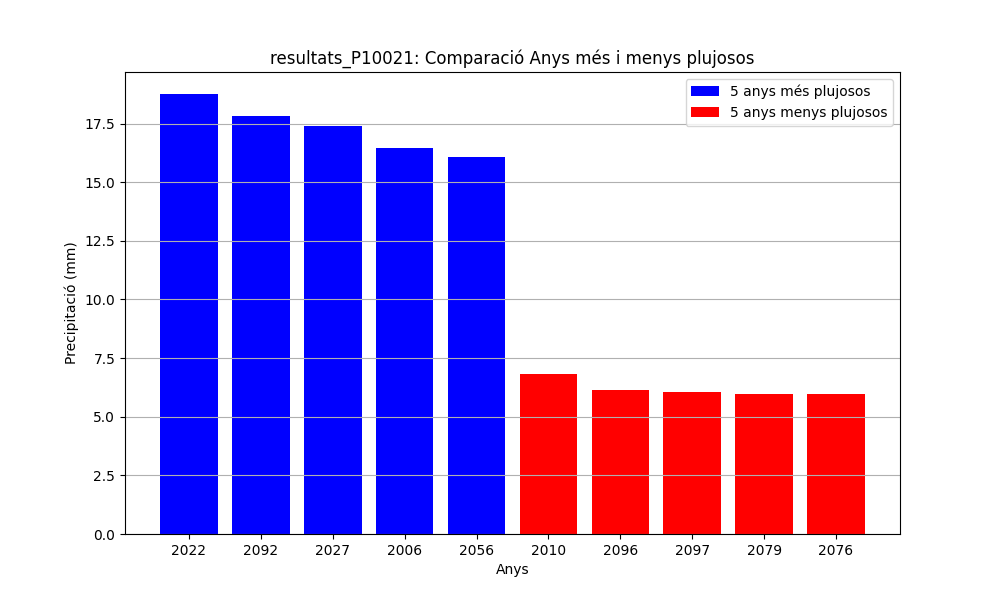 resultats_P10021: Comparació Anys més i menys plujosos
5 anys més plujosos
5 anys menys plujosos
Precipitació (mm)
17.5
15.0
12.5
10.0
7.5
5.0
2.5
0.0
2022 2092 2027 2006 2056 2010 2096 2097 2079 2076
Anys